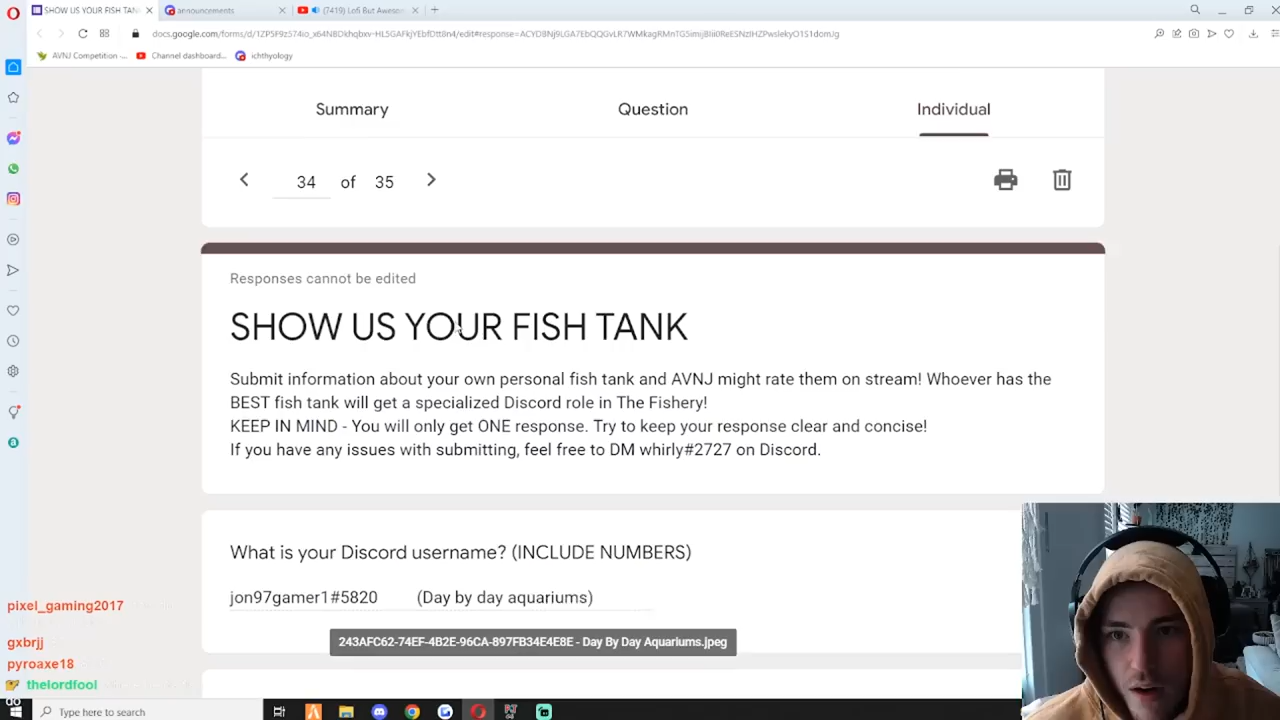 SHOW US YOUR FISH TANK
announcements
(7419) Lofi But Awesom
docs.google.com/forms/d/
AVNJ Competition -...
Channel dashboard...
ichthyology
Summary
Question
Individual
34 of 35
Responses cannot be edited
SHOW US YOUR FISH TANK
Submit information about your own personal fish tank and AVNJ might rate them on stream! Whoever has the
BEST fish tank will get a specialized Discord role in The Fishery!
KEEP IN MIND - You will only get ONE response. Try to keep your response clear and concise!
If you have any issues with submitting, feel free to DM whirly#2727 on Discord.
What is your Discord username? (INCLUDE NUMBERS)
jon97gamer1#5820 (Day by day aquariums)
243AFC62-74EF-4B2E-96CA-897FB34E4E8E - Day By Day Aquariums.jpeg
pixel_gaming2017
gxbrjj
pyroaxe18
thelordfool
Type here to search